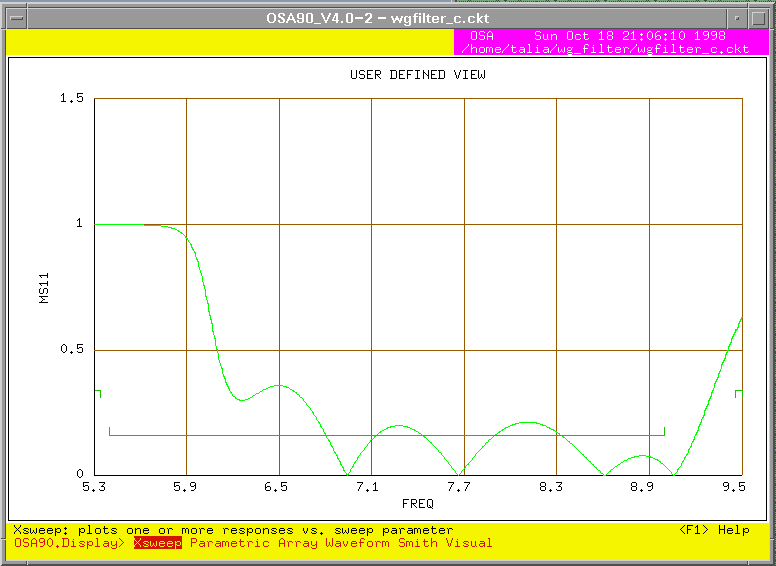 OSA90_V4.0-2 - wgfilter_c.ckt
OSA Sun Oct 18 21:06:10 1998
/home/talia/wg_filter/wgfilter_c.ckt
USER DEFINED VIEW
1.5
1
MS11
0.5
0
5.3 5.9 6.5 7.1 7.7 8.3 8.9 9.5
FREQ
Xsweep: plots one or more responses vs. sweep parameter <F1> Help
OSA90.Display> Xsweep Parametric Array Waveform Smith Visual